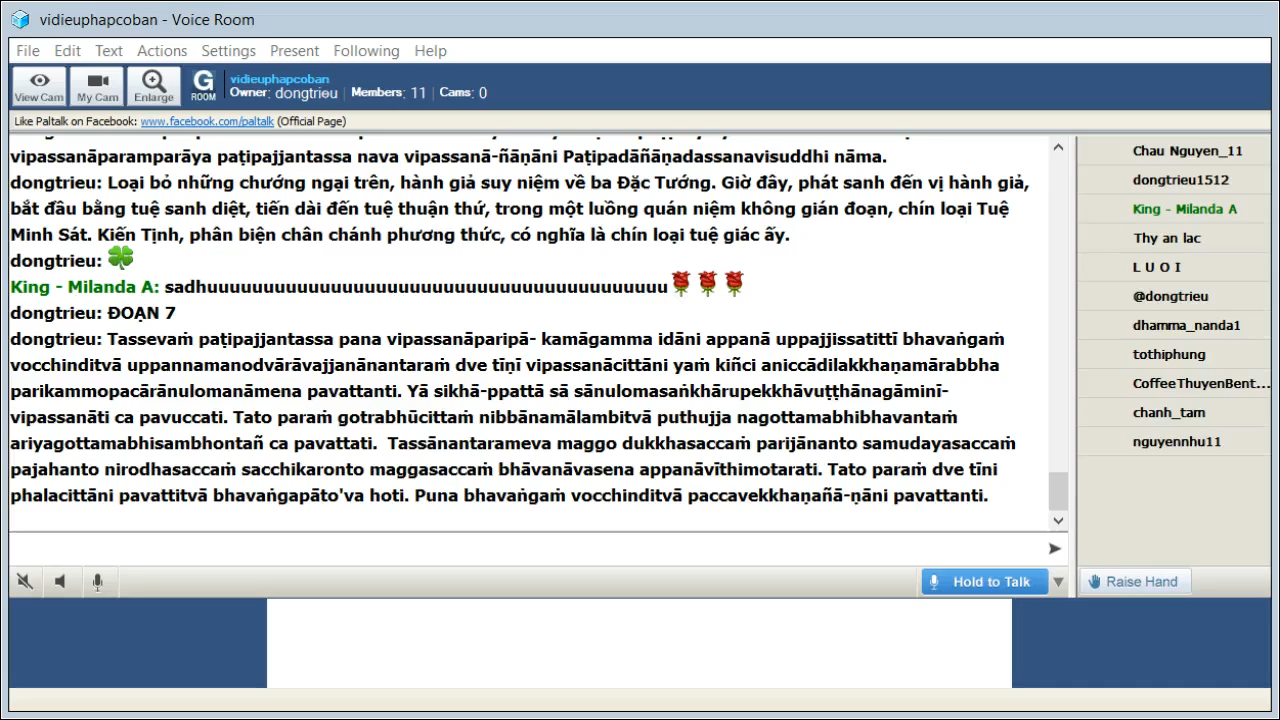 vidieuphapcoban - Voice Room
File Edit Text Actions Settings Present Following Help
View Cam My Cam Enlarge G ROOM
vidieuphapcoban
Owner: dongtrieu | Members: 11 | Cams: 0
Like Paltalk on Facebook: www.facebook.com/paltalk (Official Page)
vipassanāparamparāya paṭipajjantassa nava vipassanā-ñāṇāni Paṭipadāñāṇadassanavisuddhi nāma.
dongtrieu: Loại bỏ những chướng ngại trên, hành giả suy niệm về ba Đặc Tướng. Giờ đây, phát sanh đến vị hành giả,
bắt đầu bằng tuệ sanh diệt, tiến dài đến tuệ thuận thứ, trong một luồng quán niệm không gián đoạn, chín loại Tuệ
Minh Sát. Kiến Tịnh, phân biện chân chánh phương thức, có nghĩa là chín loại tuệ giác ấy.
dongtrieu:
King - Milanda A: sadhuuuuuuuuuuuuuuuuuuuuuuuuuuuuuuuuuuuuuuuuu
dongtrieu: ĐOẠN 7
dongtrieu: Tassevaṁ paṭipajjantassa pana vipassanāparipā- kamāgamma idāni appanā uppajjissatittī bhavaṅgaṁ
vocchinditvā uppannamanodvārāvajjanānantaraṁ dve tīṇī vipassanācittāni yaṁ kiñci aniccādilakkhaṇamārabbha
parikammopacārānulomanāmena pavattanti. Yā sikhā-ppattā sā sānulomasaṅkhārupekkhāvuṭṭhānagāminī-
vipassanāti ca pavuccati. Tato paraṁ gotrabhūcittaṁ nibbānamālambitvā puthujja nagottamabhibhavantaṁ
ariyagottamabhisambhontañ ca pavattati. Tassānantarameva maggo dukkhasaccaṁ parijānanto samudayasaccaṁ
pajahanto nirodhasaccaṁ sacchikaronto maggasaccaṁ bhāvanāvasena appanāvīthimotarati. Tato paraṁ dve tīni
phalacittāni pavattitvā bhavaṅgapāto'va hoti. Puna bhavaṅgaṁ vocchinditvā paccavekkhaṇañā-ṇāni pavattanti.
Chau Nguyen_11
dongtrieu1512
King - Milanda A
Thy an lac
L U O I
@dongtrieu
dhamma_nanda1
tothiphung
CoffeeThuyenBent...
chanh_tam
nguyennhu11
Hold to Talk
Raise Hand